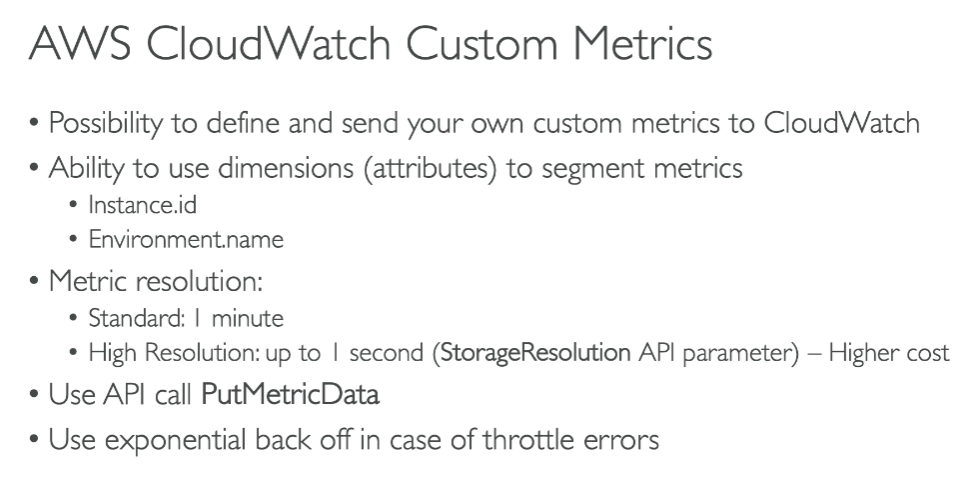 AWS CloudWatch Custom Metrics
• Possibility to define and send your own custom metrics to CloudWatch
• Ability to use dimensions (attributes) to segment metrics
• Instance.id
• Environment.name
• Metric resolution:
• Standard: 1 minute
• High Resolution: up to 1 second (StorageResolution API parameter) – Higher cost
• Use API call PutMetricData
• Use exponential back off in case of throttle errors